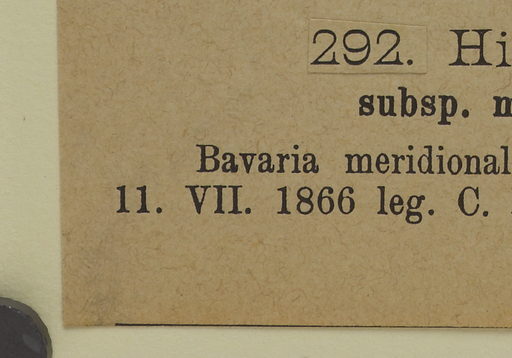 292. Hi
subsp. m
Bavaria meridional
11. VII. 1866 leg. C.